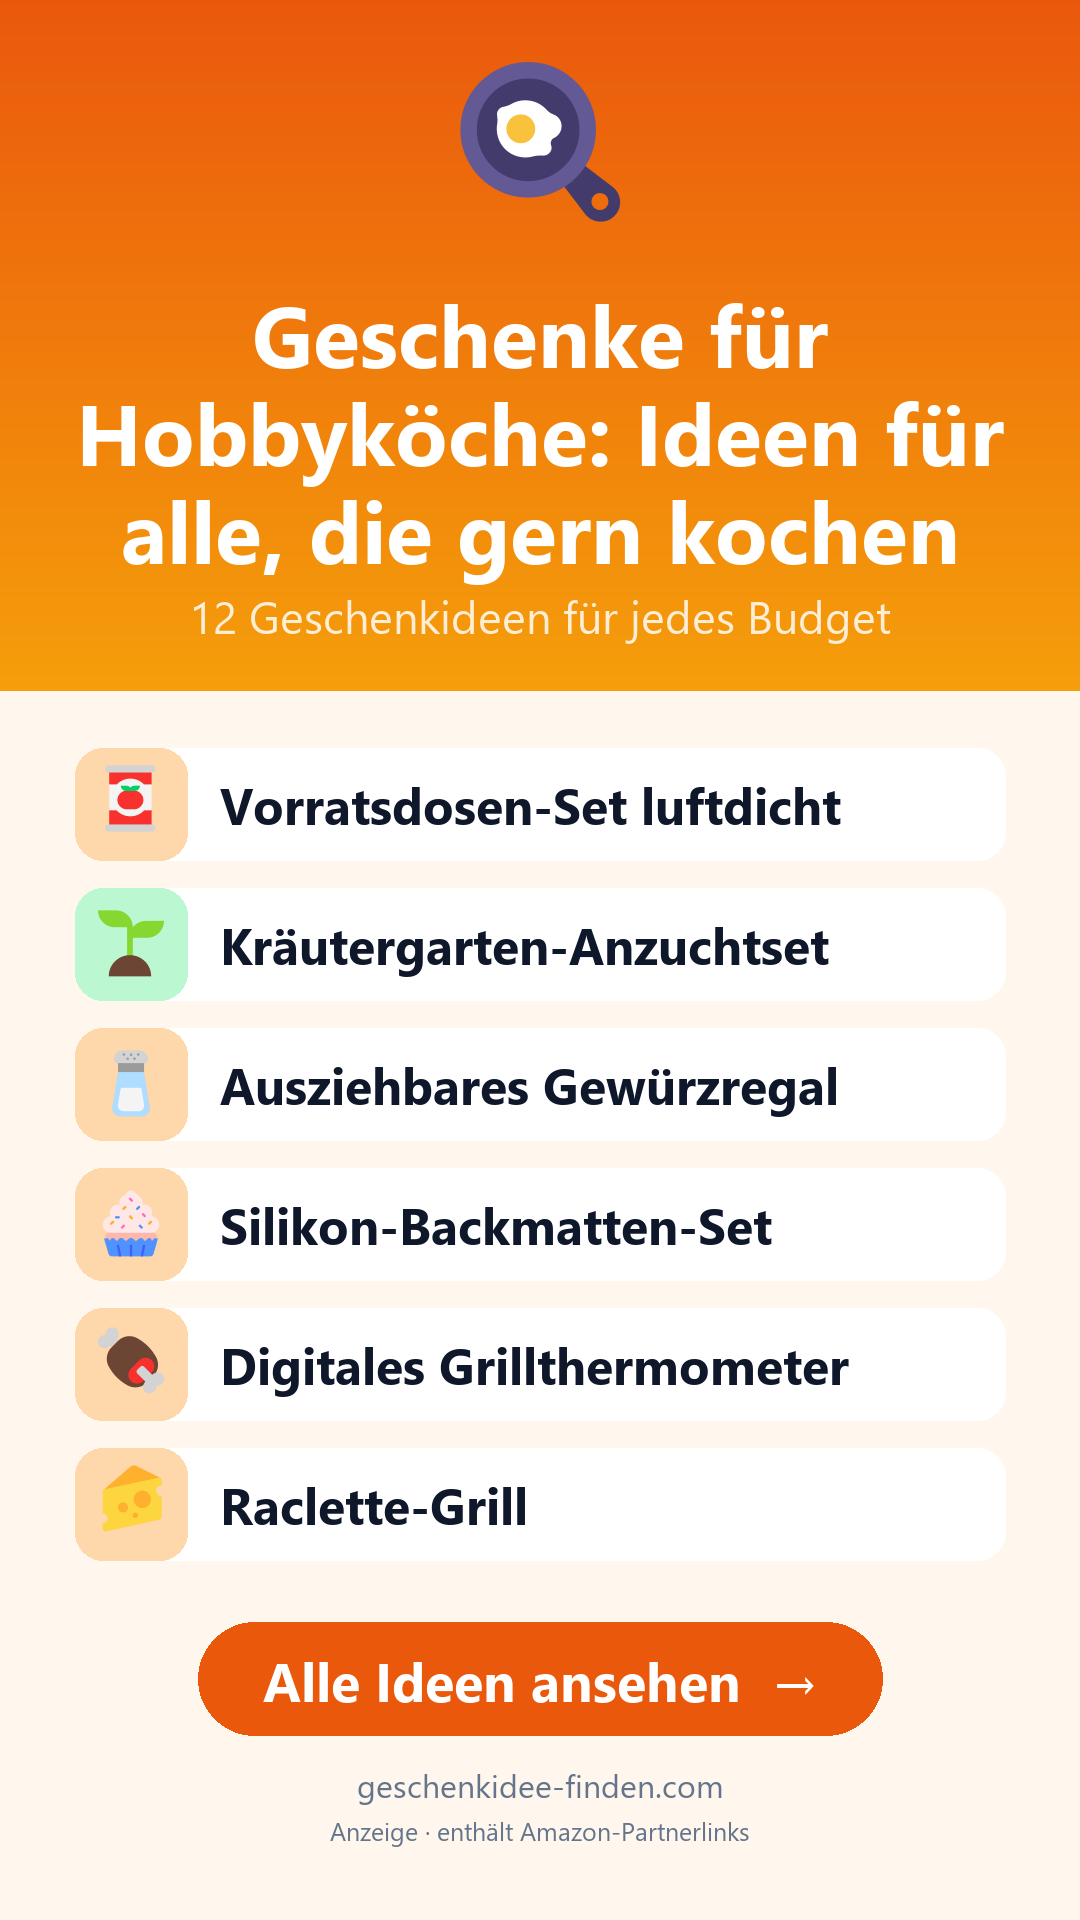 Geschenke für
Hobbyköche: Ideen für
alle, die gern kochen
12 Geschenkideen für jedes Budget
Vorratsdosen-Set luftdicht
Kräutergarten-Anzuchtset
Ausziehbares Gewürzregal
Silikon-Backmatten-Set
Digitales Grillthermometer
Raclette-Grill
Alle Ideen ansehen →
geschenkidee-finden.com
Anzeige · enthält Amazon-Partnerlinks